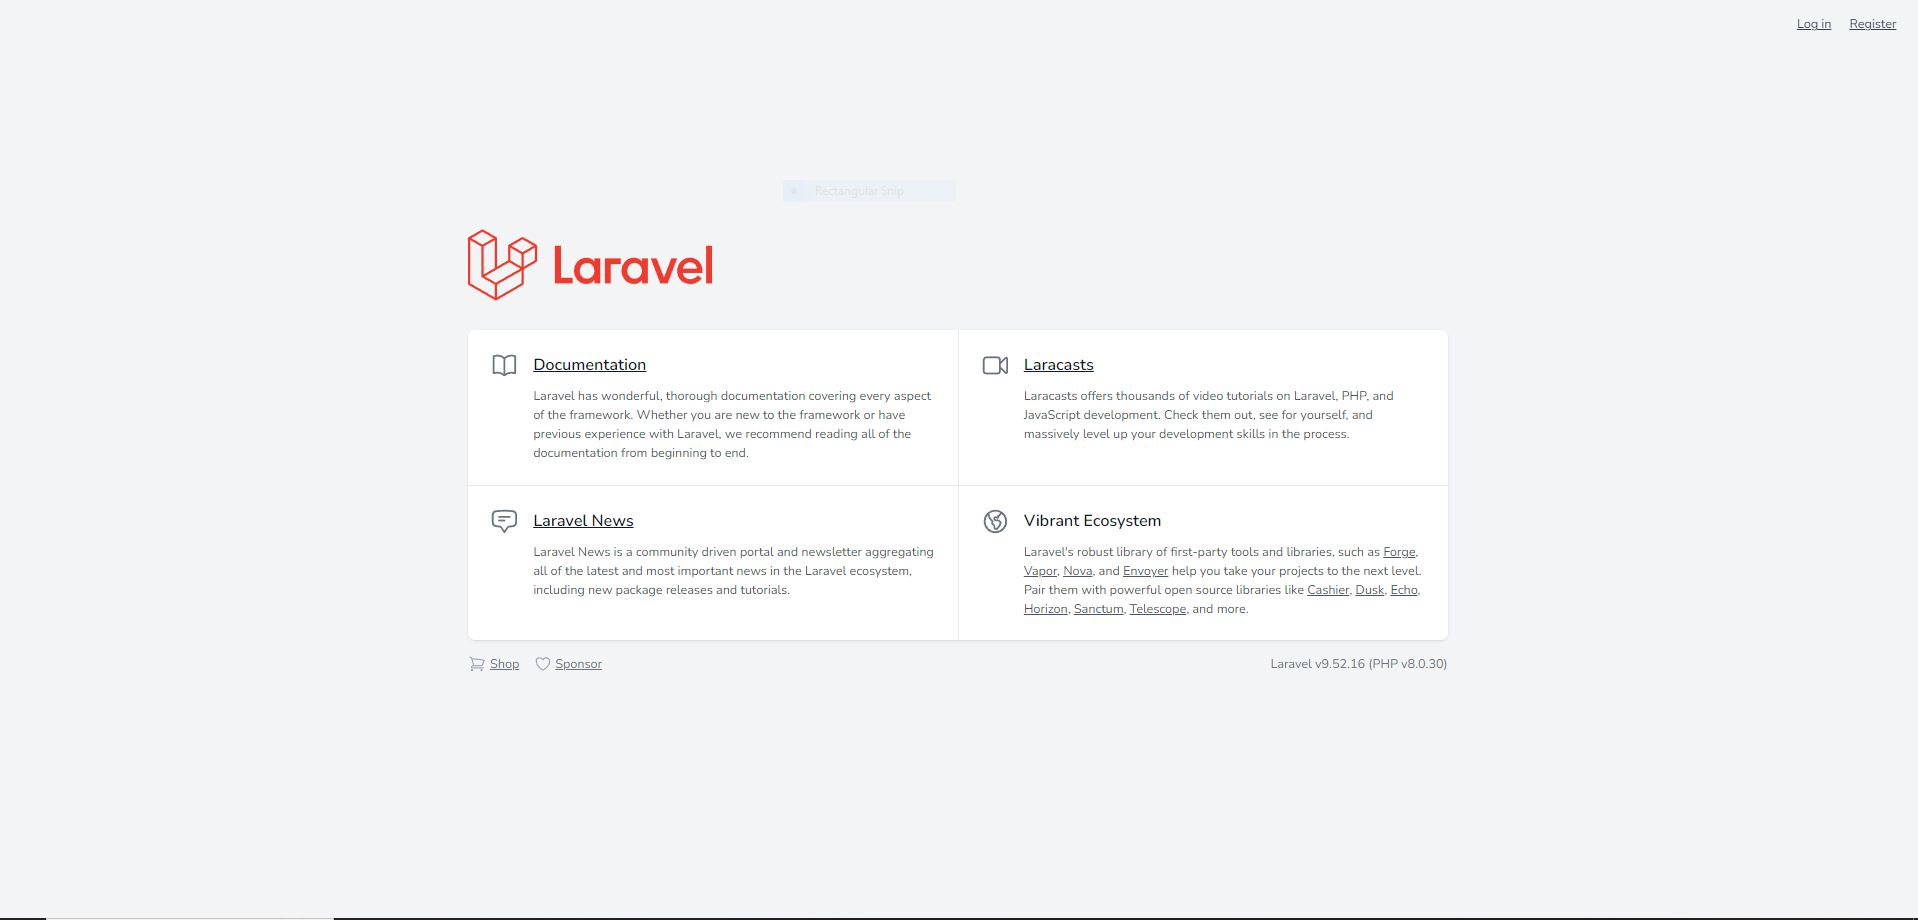 Log in Register
Rectangular Snip
Laravel
Documentation
Laravel has wonderful, thorough documentation covering every aspect
of the framework. Whether you are new to the framework or have
previous experience with Laravel, we recommend reading all of the
documentation from beginning to end.
Laracasts
Laracasts offers thousands of video tutorials on Laravel, PHP, and
JavaScript development. Check them out, see for yourself, and
massively level up your development skills in the process.
Laravel News
Laravel News is a community driven portal and newsletter aggregating
all of the latest and most important news in the Laravel ecosystem,
including new package releases and tutorials.
Vibrant Ecosystem
Laravel's robust library of first-party tools and libraries, such as Forge,
Vapor, Nova, and Envoyer help you take your projects to the next level.
Pair them with powerful open source libraries like Cashier, Dusk, Echo,
Horizon, Sanctum, Telescope, and more.
Shop Sponsor
Laravel v9.52.16 (PHP v8.0.30)